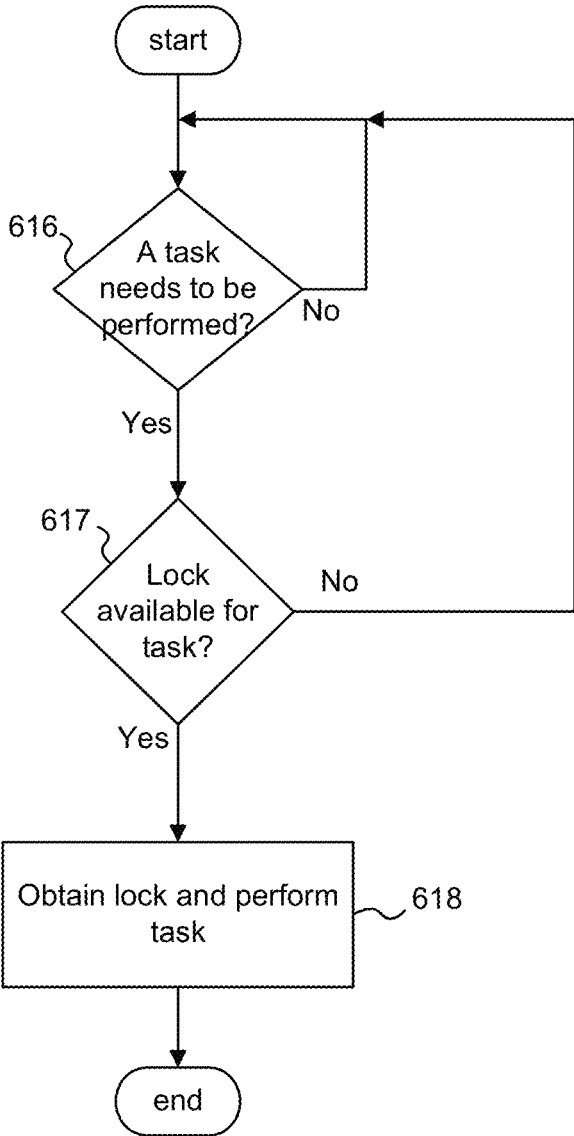 start
616
A task
needs to be
performed?
No
Yes
617
Lock
available for
task?
No
Yes
Obtain lock and perform
task
618
end